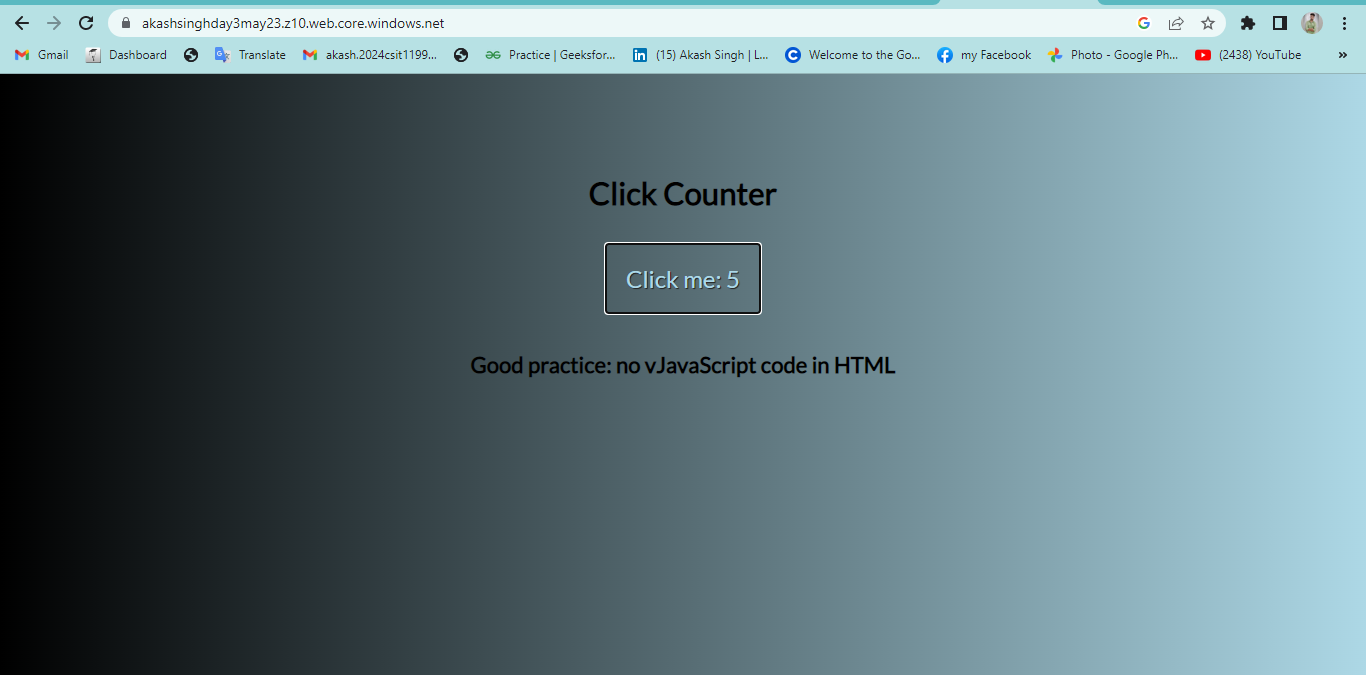 akashsinghday3may23.z10.web.core.windows.net
Gmail Dashboard Translate akash.2024csit1199... Practice | Geeksfor... (15) Akash Singh | L... Welcome to the Go... my Facebook Photo - Google Ph... (2438) YouTube »
Click Counter
Click me: 5
Good practice: no vJavaScript code in HTML